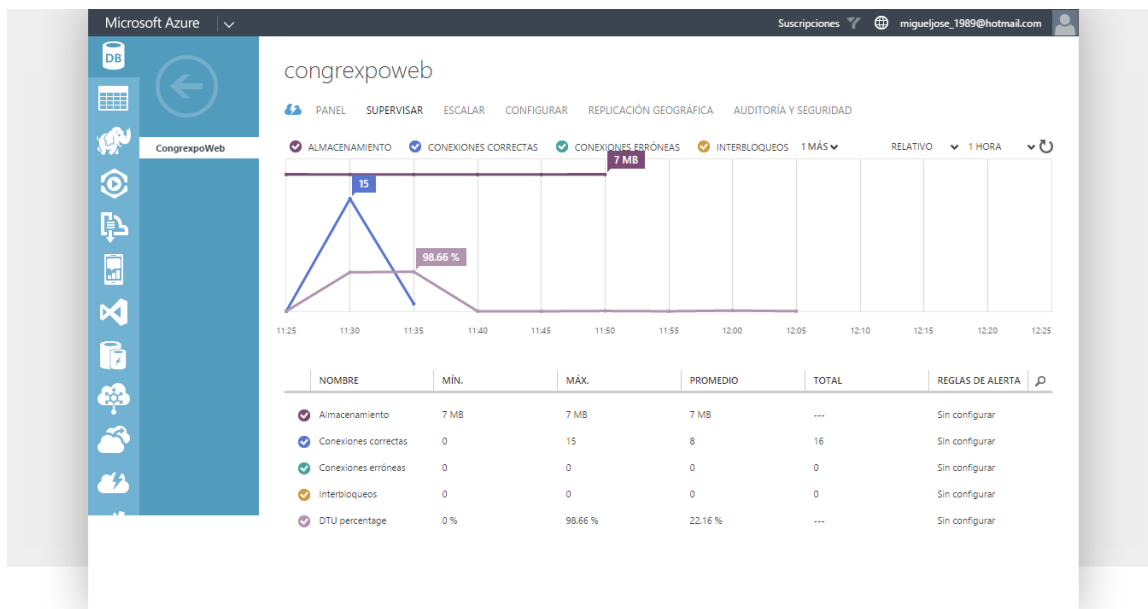 Microsoft Azure
Suscripciones
migueljose_1989@hotmail.com
DB
CongrexpoWeb
congrexpoweb
PANEL SUPERVISAR ESCALAR CONFIGURAR REPLICACIÓN GEOGRÁFICA AUDITORÍA Y SEGURIDAD
ALMACENAMIENTO CONEXIONES CORRECTAS CONEXIONES ERRÓNEAS INTERBLOQUEOS 1 MÁS RELATIVO 1 HORA
7 MB
15
98.66 %
11:25 11:30 11:35 11:40 11:45 11:50 11:55 12:00 12:05 12:10 12:15 12:20 12:25
NOMBRE MÍN. MÁX. PROMEDIO TOTAL REGLAS DE ALERTA
Almacenamiento 7 MB 7 MB 7 MB --- Sin configurar
Conexiones correctas 0 15 8 16 Sin configurar
Conexiones erróneas 0 0 0 0 Sin configurar
Interbloqueos 0 0 0 0 Sin configurar
DTU percentage 0 % 98.66 % 22.16 % --- Sin configurar